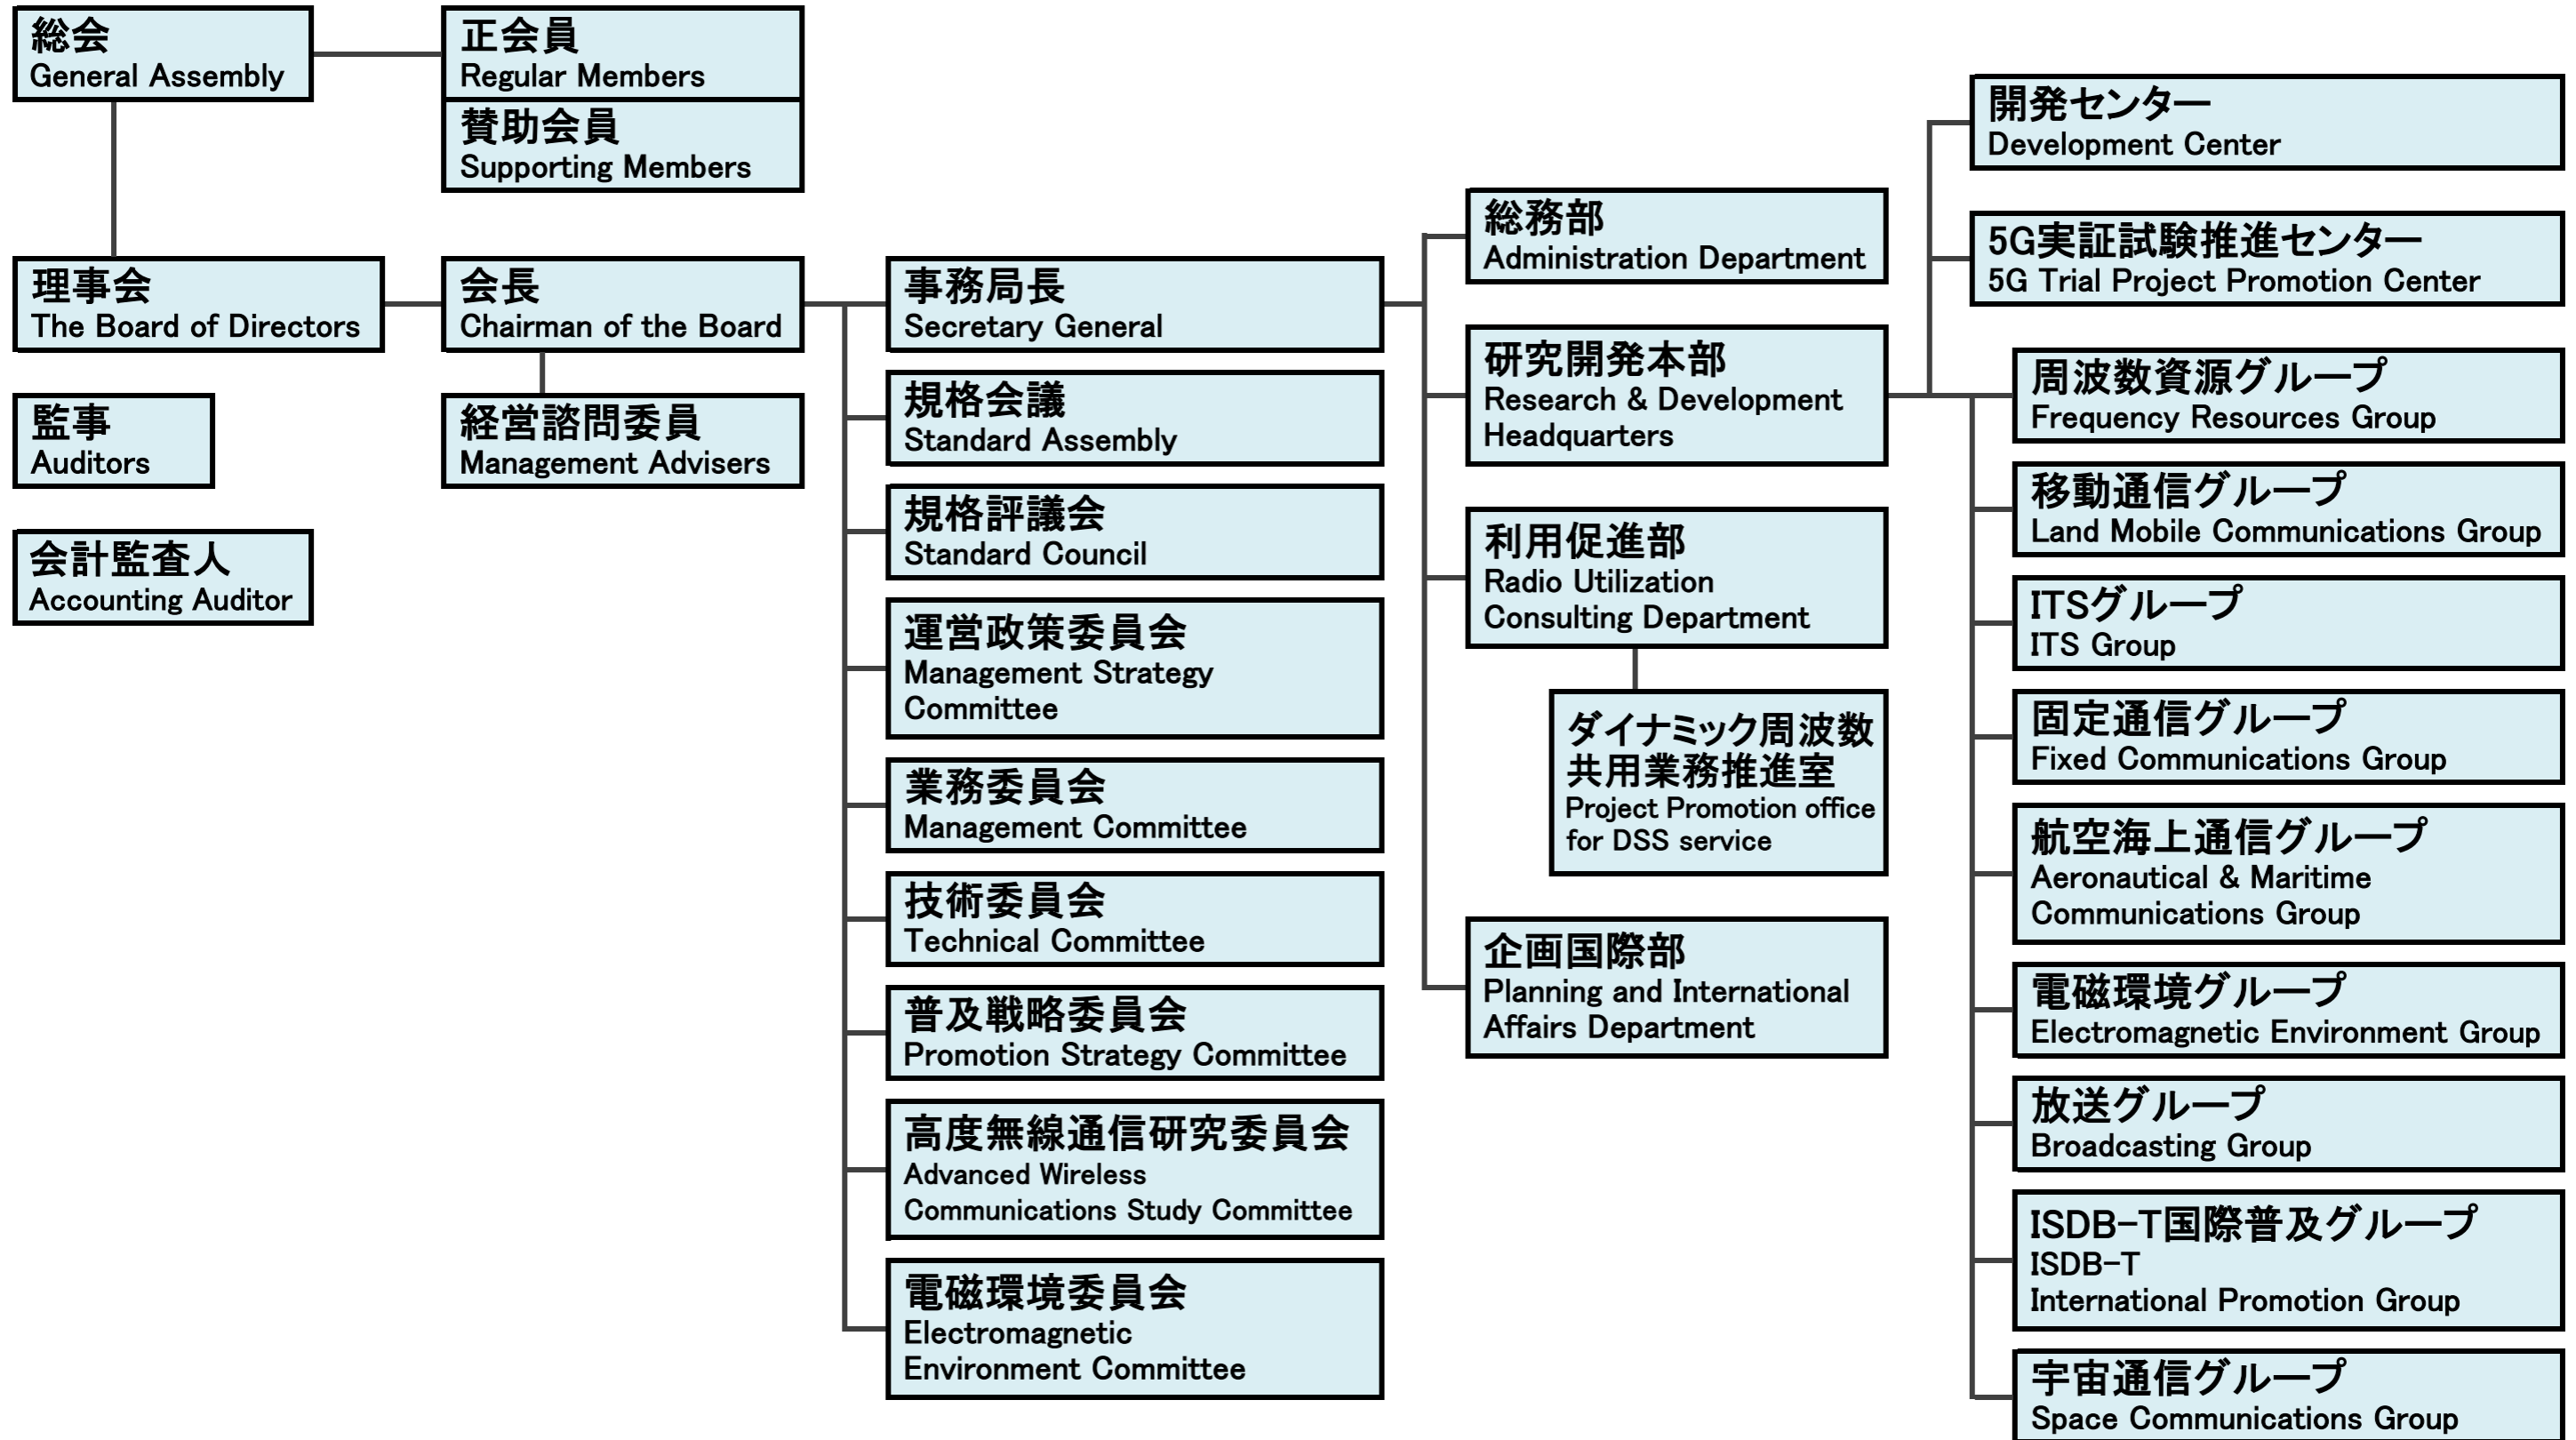 総会
General Assembly
正会員
Regular Members
賛助会員
Supporting Members
理事会
The Board of Directors
会長
Chairman of the Board
監事
Auditors
経営諮問委員
Management Advisers
会計監査人
Accounting Auditor
事務局長
Secretary General
規格会議
Standard Assembly
規格評議会
Standard Council
運営政策委員会
Management Strategy
Committee
業務委員会
Management Committee
技術委員会
Technical Committee
普及戦略委員会
Promotion Strategy Committee
高度無線通信研究委員会
Advanced Wireless
Communications Study Committee
電磁環境委員会
Electromagnetic
Environment Committee
総務部
Administration Department
研究開発本部
Research & Development
Headquarters
利用促進部
Radio Utilization
Consulting Department
ダイナミック周波数
共用業務推進室
Project Promotion office
for DSS service
企画国際部
Planning and International
Affairs Department
開発センター
Development Center
5G実証試験推進センター
5G Trial Project Promotion Center
周波数資源グループ
Frequency Resources Group
移動通信グループ
Land Mobile Communications Group
ITSグループ
ITS Group
固定通信グループ
Fixed Communications Group
航空海上通信グループ
Aeronautical & Maritime
Communications Group
電磁環境グループ
Electromagnetic Environment Group
放送グループ
Broadcasting Group
ISDB-T国際普及グループ
ISDB-T
International Promotion Group
宇宙通信グループ
Space Communications Group